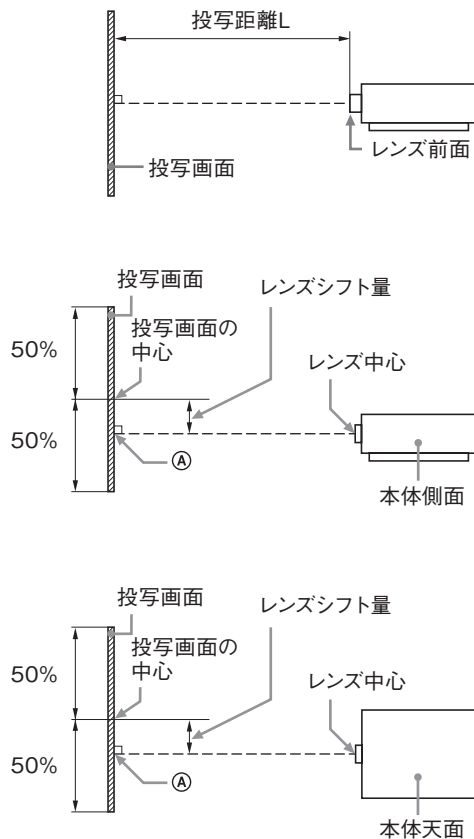 投写距離L
レンズ前面
投写画面
投写画面
レンズシフト量
50%
投写画面の
中心
レンズ中心
50%
Ⓐ
本体側面
投写画面
レンズシフト量
50%
投写画面の
中心
レンズ中心
50%
Ⓐ
本体天面